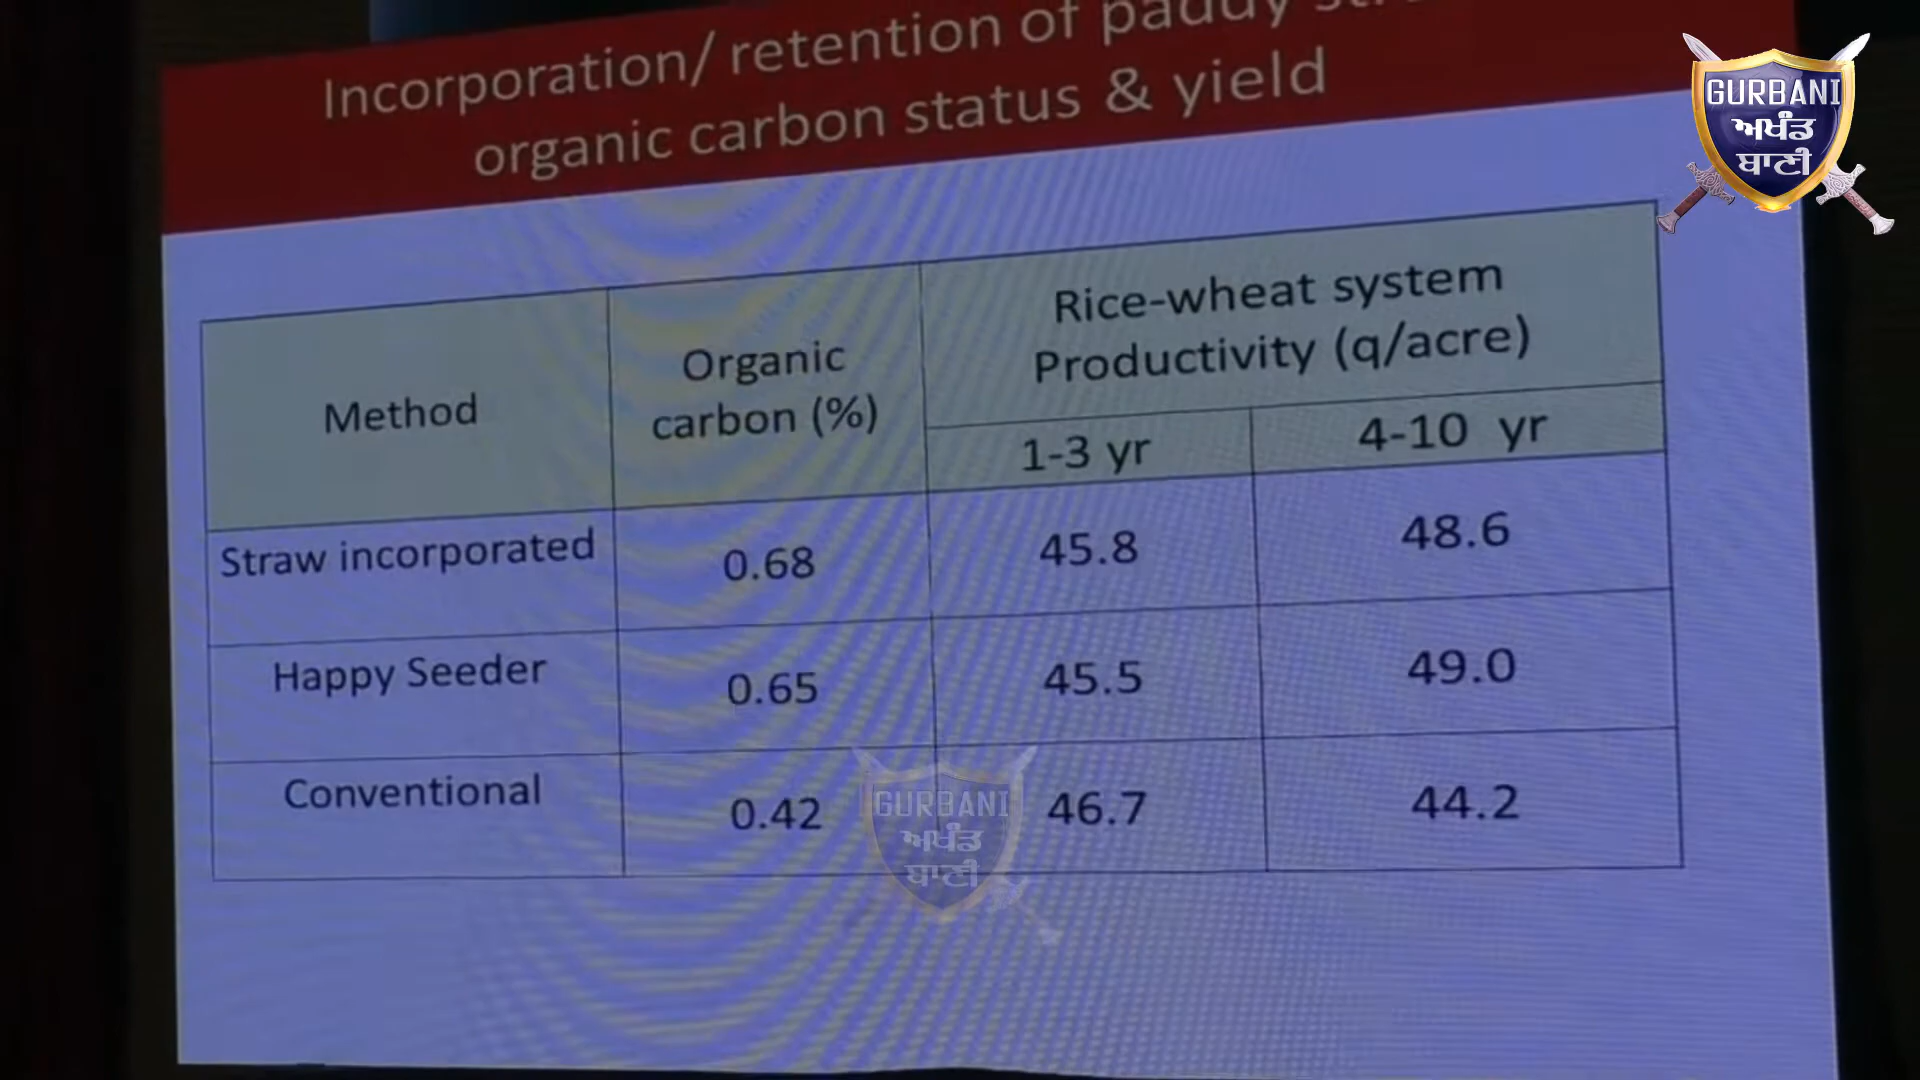 Incorporation/ retention of paddy
organic carbon status & yield
GURBANI
ਅਖੰਡ
ਬਾਣੀ
Method
Organic
carbon (%)
Rice-wheat system
Productivity (q/acre)
1-3 yr
4-10 yr
Straw incorporated
0.68
45.8
48.6
Happy Seeder
0.65
45.5
49.0
Conventional
0.42
46.7
44.2
GURBANI
ਅਖੰਡ
ਬਾਣੀ